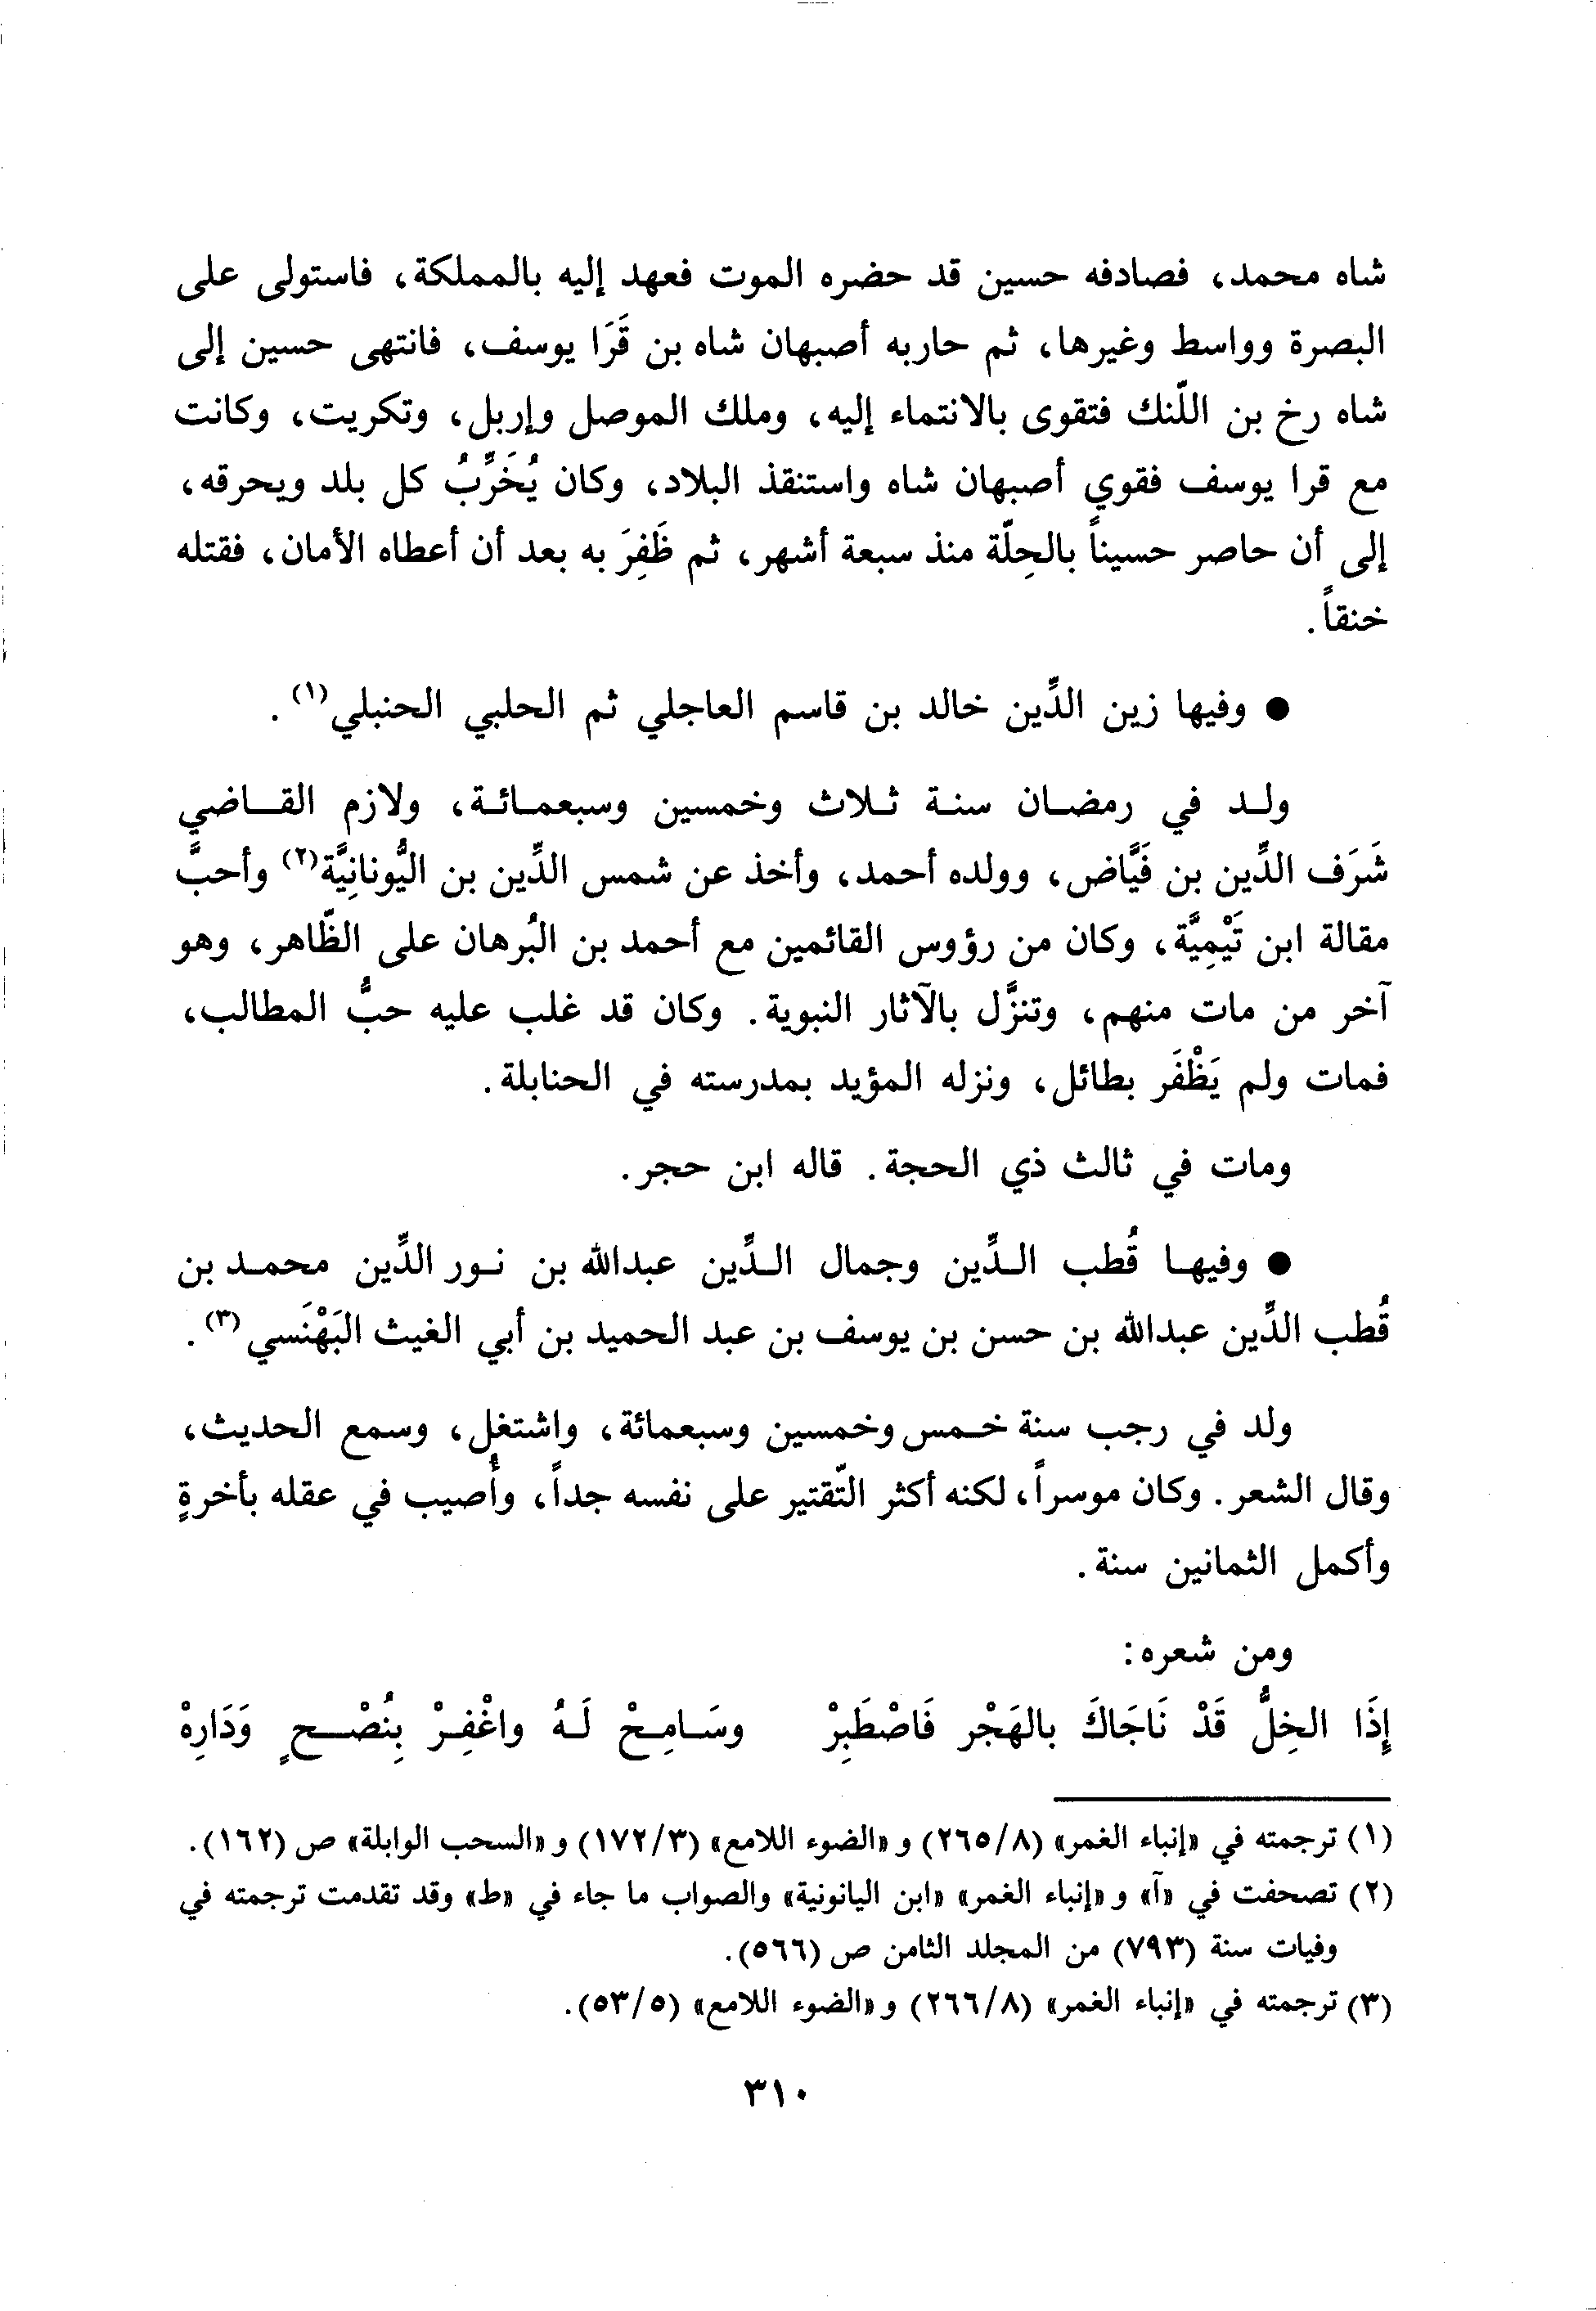 شاه محمد، فصادفه حسين قد حضره الموت فعهد إليه بالمملكة، فاستولى على
البصرة وواسط وغيرها، ثم حاربه أصبهان شاه بن قَرَا يوسف، فانتهى حسين إلى
شاه رخ بن اللّنك فتقوى بالانتماء إليه، وملك الموصل وإربل، وتكريت، وكانت
مع قرا يوسف فقوي أصبهان شاه واستنقذ البلاد، وكان يُخَرِّبُ كل بلد ويحرقه،
إلى أن حاصر حسيناً بالحِلّة منذ سبعة أشهر، ثم ظَفِرَ به بعد أن أعطاه الأمان، فقتله
خنقاً.
● وفيها زين الدِّين خالد بن قاسم العاجلي ثم الحلبي الحنبلي(١).
ولد في رمضان سنة ثلاث وخمسين وسبعمائة، ولازم القاضي
شَرَف الدِّين بن فَيَّاض، وولده أحمد، وأخذ عن شمس الدِّين بن اليُّونانِيَّة(٢) وأحبَّ
مقالة ابن تَيْمِيَّة، وكان من رؤوس القائمين مع أحمد بن البُرهان على الظّاهر، وهو
آخر من مات منهم، وتنزَّل بالآثار النبوية. وكان قد غلب عليه حبُّ المطالب،
فمات ولم يَظْفَر بطائل، ونزله المؤيد بمدرسته في الحنابلة.
ومات في ثالث ذي الحجة. قاله ابن حجر.
● وفيها قُطب الدِّين وجمال الدِّين عبدالله بن نور الدِّين محمد بن
قُطب الدِّين عبدالله بن حسن بن يوسف بن عبد الحميد بن أبي الغيث البَهْنَسي(٣).
ولد في رجب سنة خمس وخمسين وسبعمائة، واشتغل، وسمع الحديث،
وقال الشعر. وكان موسراً، لكنه أكثر التّقتير على نفسه جداً، وأُصيب في عقله بأخرةٍ
وأكمل الثمانين سنة.
ومن شعره:
إِذَا الخِلُّ قَدْ نَاجَاكَ بالهَجْر فَاصْطَبِرْ وسَامِحْ لَهُ واغْفِرْ بِنُصْحٍ وَدَارِهْ
(١) ترجمته في «إنباء الغمر» (٢٦٥/٨) و «الضوء اللامع» (١٧٢/٣) و «السحب الوابلة» ص (١٦٢).
(٢) تصحفت في «آ» و «إنباء الغمر» «ابن اليانونية» والصواب ما جاء في «ط» وقد تقدمت ترجمته في
وفيات سنة (٧٩٣) من المجلد الثامن ص (٥٦٦).
(٣) ترجمته في «إنباء الغمر» (٢٦٦/٨) و «الضوء اللامع» (٥٣/٥).
٣١٠